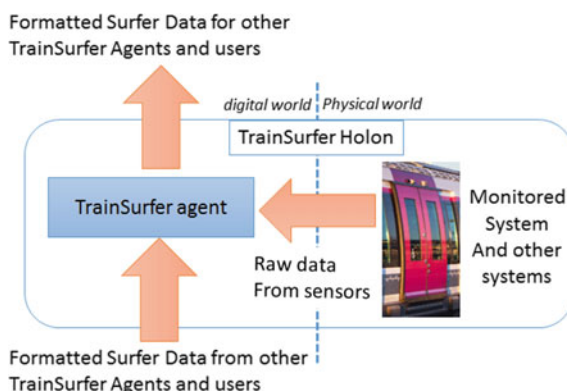 Formatted Surfer Data for other
TrainSurfer Agents and users
digital world
Physical world
TrainSurfer Holon
TrainSurfer agent
Monitored
System
And other
systems
Raw data
From sensors
Formatted Surfer Data from other
TrainSurfer Agents and users